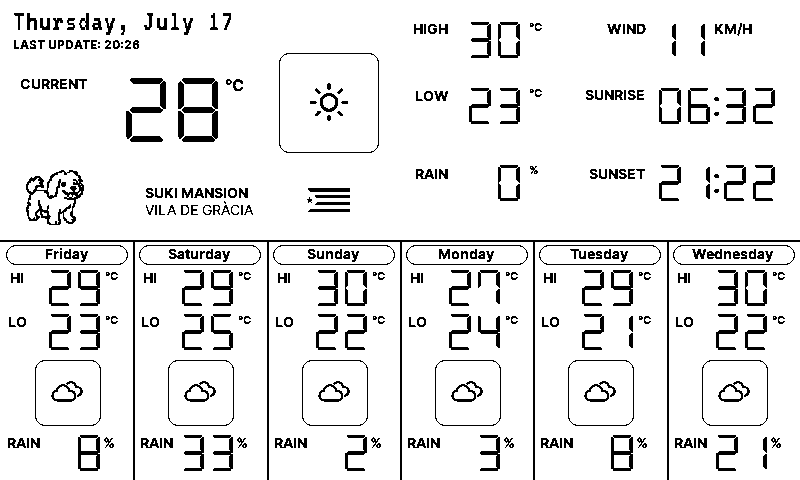 Thursday, July 17
LAST UPDATE: 20:26
CURRENT 28 °C
SUKI MANSION
VILA DE GRÀCIA
HIGH 30 °C
LOW 23 °C
RAIN 0 %
WIND 11 KM/H
SUNRISE 06:32
SUNSET 21:22
Friday
HI 29 °C
LO 23 °C
RAIN 8 %
Saturday
HI 29 °C
LO 25 °C
RAIN 33 %
Sunday
HI 30 °C
LO 22 °C
RAIN 2 %
Monday
HI 27 °C
LO 24 °C
RAIN 3 %
Tuesday
HI 29 °C
LO 21 °C
RAIN 8 %
Wednesday
HI 30 °C
LO 22 °C
RAIN 21 %